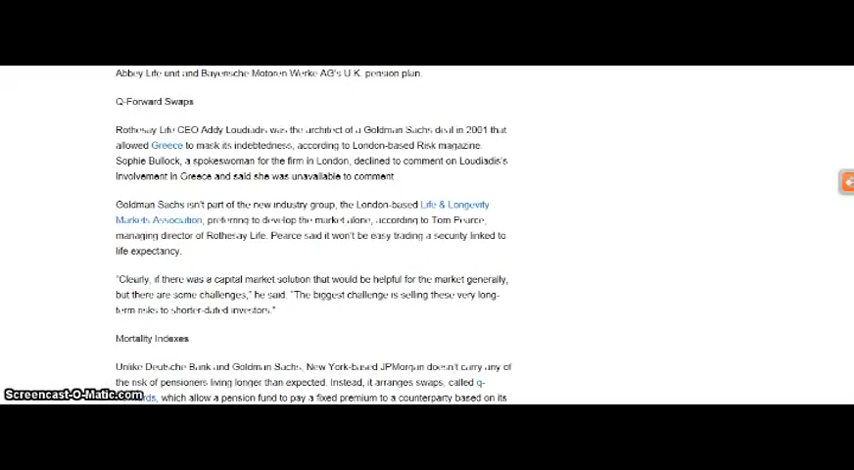 Abbey Life unit and Bayerische Motoren Werke AG's U.K. pension plan.
Q-Forward Swaps
Rothesay Life CEO Addy Loudiadis was the architect of a Goldman Sachs deal in 2001 that
allowed Greece to mask its indebtedness, according to London-based Risk magazine.
Sophie Bullock, a spokeswoman for the firm in London, declined to comment on Loudiadis's
involvement in Greece and said she was unavailable to comment
Goldman Sachs isn't part of the new industry group, the London-based Life & Longevity
Markets Association, preferring to develop the market alone, according to Tom Pearce,
managing director of Rothesay Life. Pearce said it won't be easy trading a security linked to
life expectancy.
"Clearly, if there was a capital market solution that would be helpful for the market generally,
but there are some challenges," he said. "The biggest challenge is selling these very long-
term risks to shorter-dated investors."
Mortality Indexes
Unlike Deutsche Bank and Goldman Sachs, New York-based JPMorgan doesn't carry any of
the risk of pensioners living longer than expected. Instead, it arranges swaps, called q-
rds, which allow a pension fund to pay a fixed premium to a counterparty based on its
Screencast-O-Matic.com